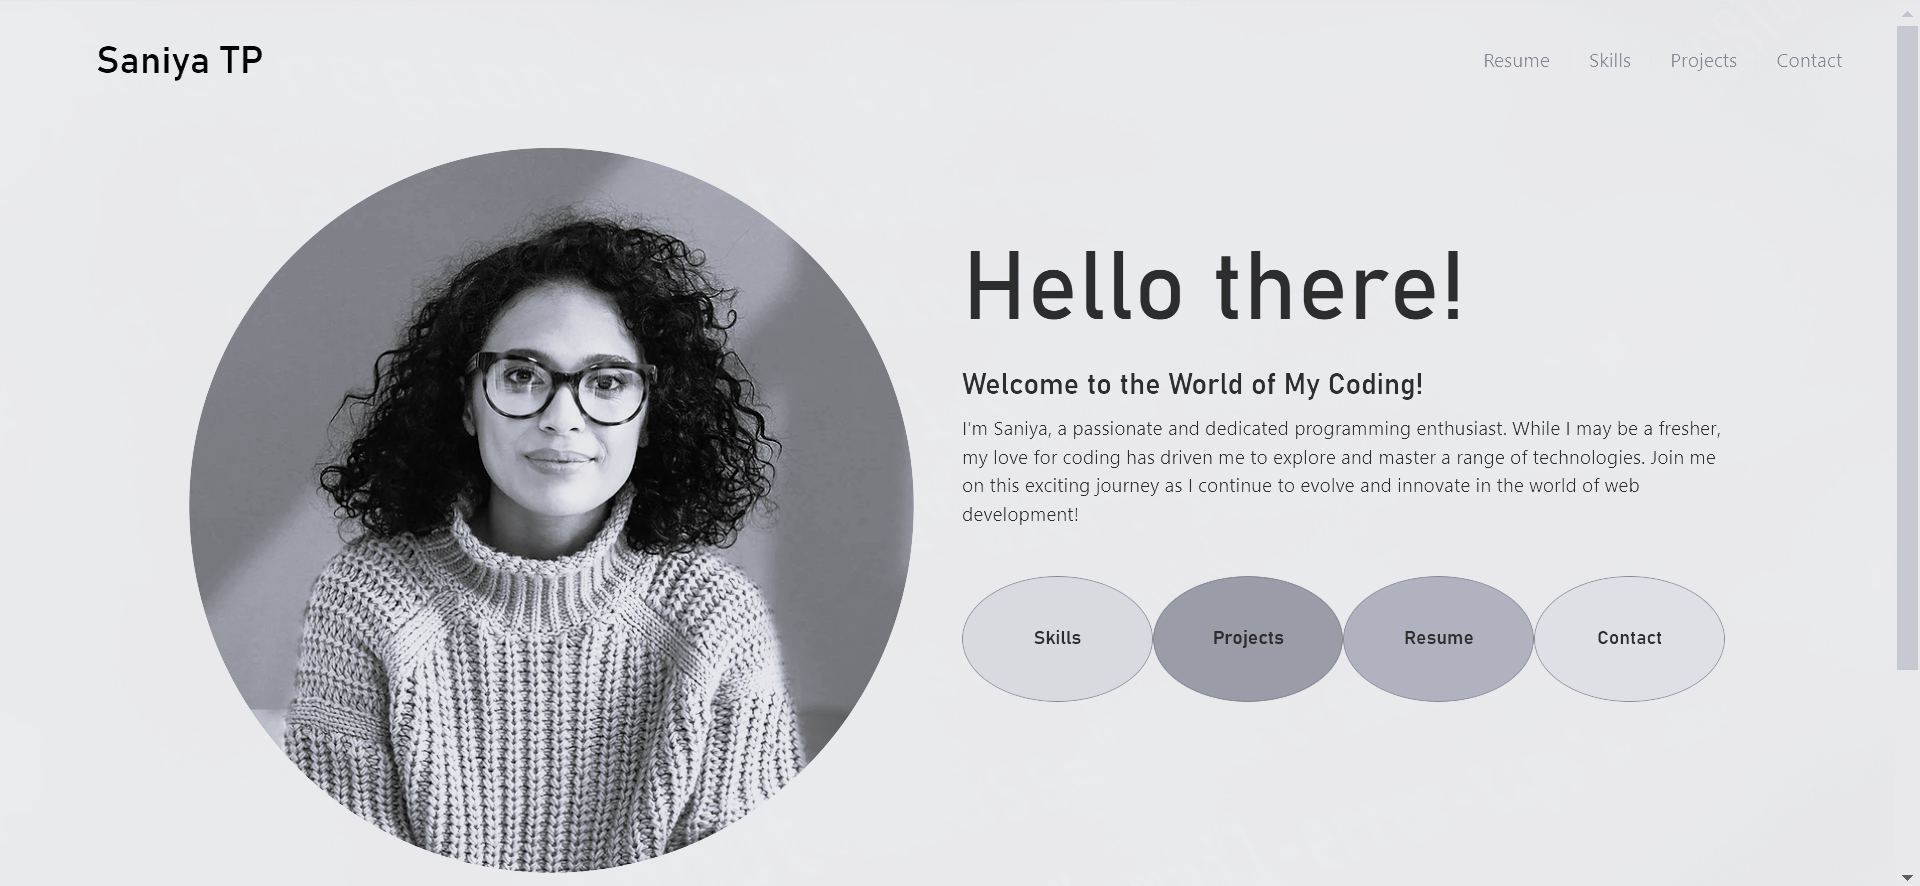 Saniya TP
Resume Skills Projects Contact
Hello there!
Welcome to the World of My Coding!
I'm Saniya, a passionate and dedicated programming enthusiast. While I may be a fresher,
my love for coding has driven me to explore and master a range of technologies. Join me
on this exciting journey as I continue to evolve and innovate in the world of web
development!
Skills Projects Resume Contact